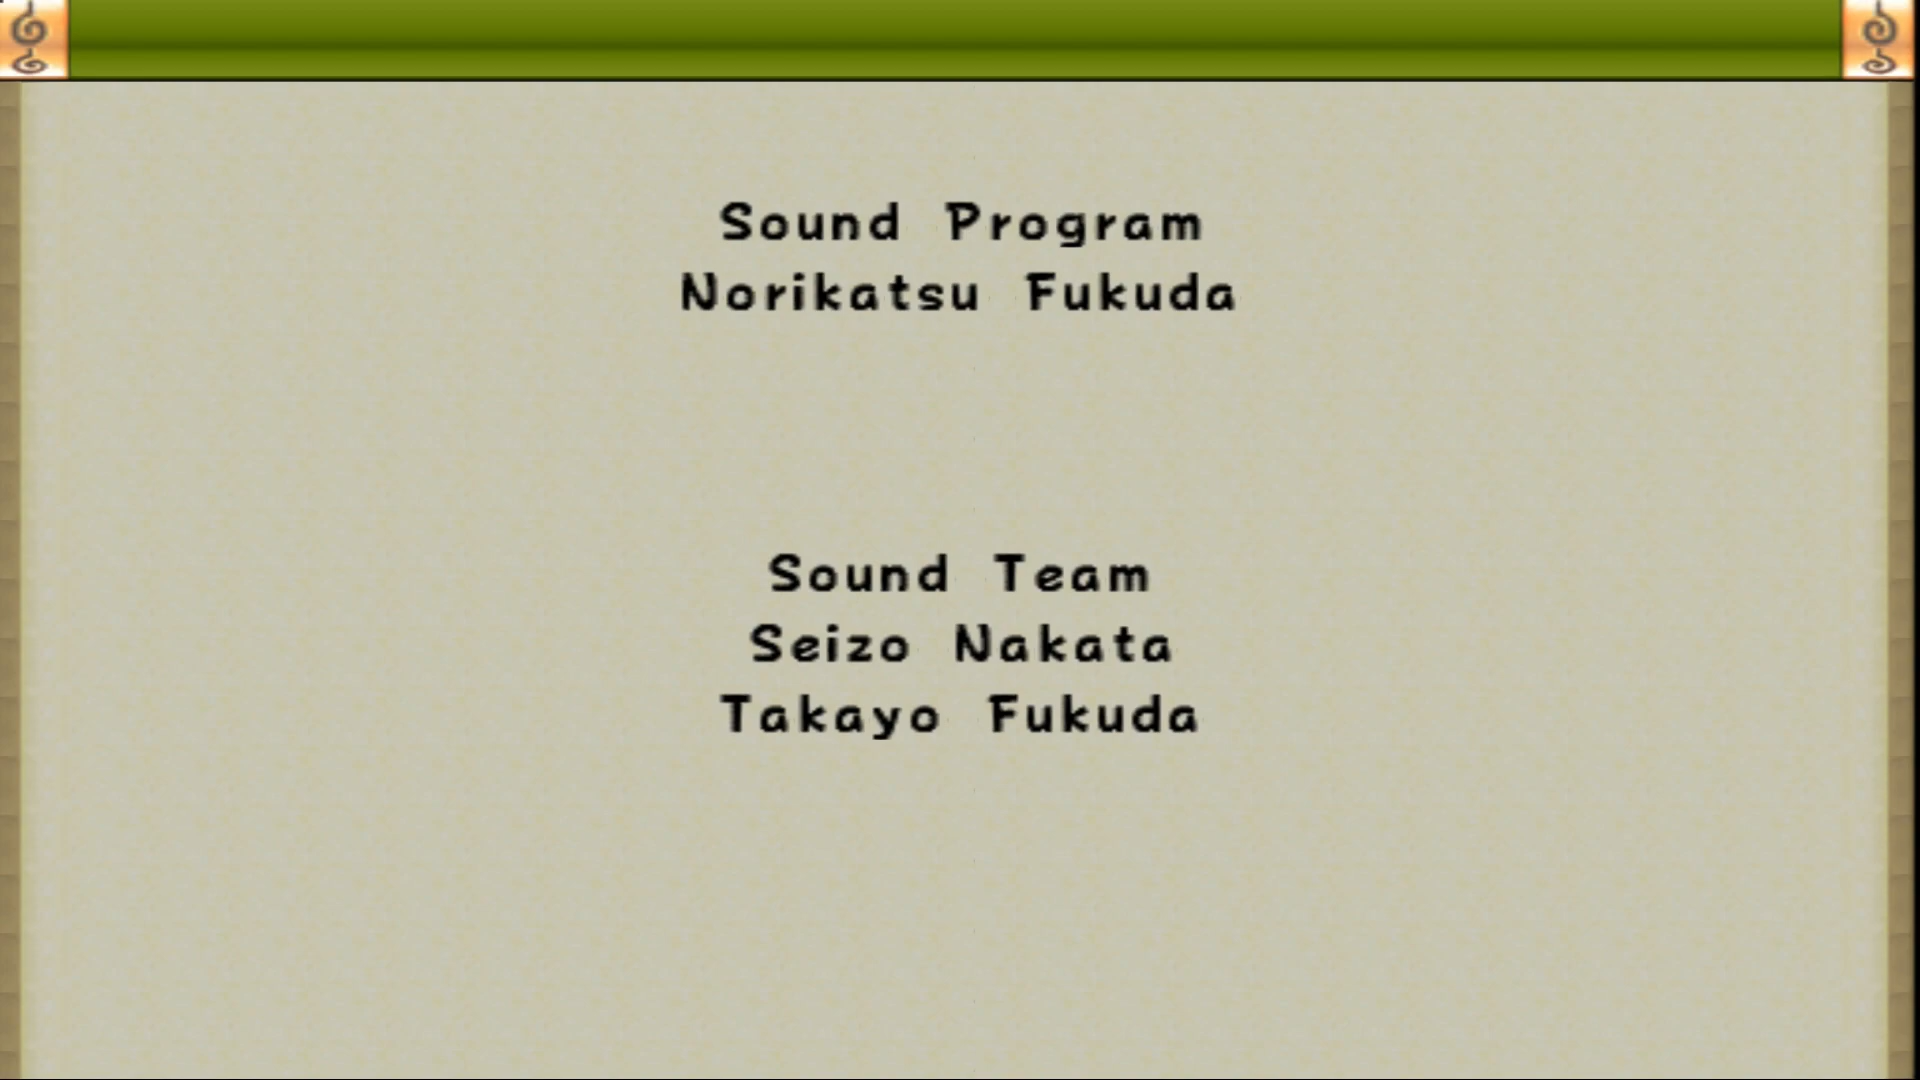 Sound Program
Norikatsu Fukuda
Sound Team
Seizo Nakata
Takayo Fukuda